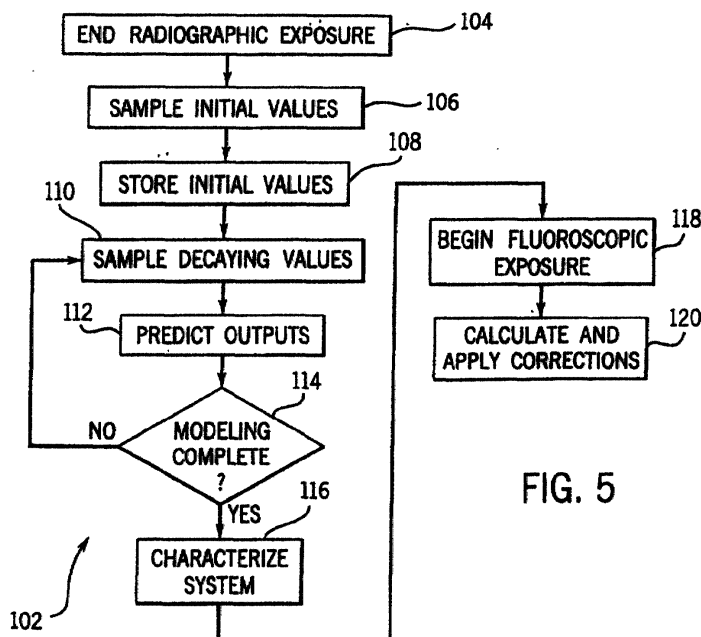 END RADIOGRAPHIC EXPOSURE
104
SAMPLE INITIAL VALUES
106
STORE INITIAL VALUES
108
110
SAMPLE DECAYING VALUES
112
PREDICT OUTPUTS
114
NO
MODELING
COMPLETE
?
YES
116
CHARACTERIZE
SYSTEM
102
BEGIN FLUOROSCOPIC
EXPOSURE
118
CALCULATE AND
APPLY CORRECTIONS
120
FIG. 5